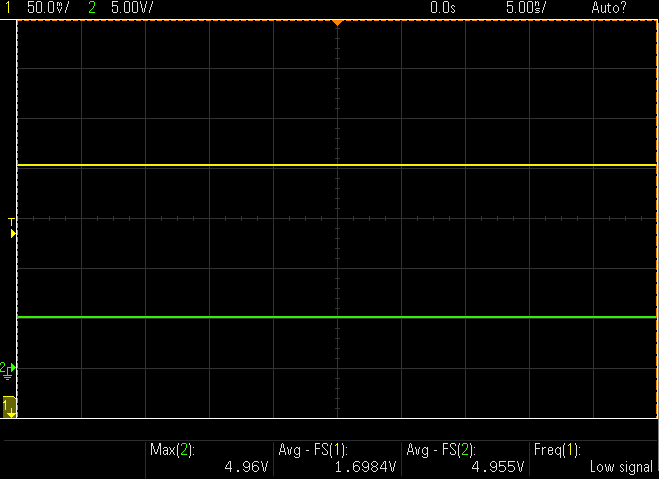 1 50.0mV/ 2 5.00V/ 0.0s 5.00ms/ Auto?
T
2
1
Max(2): Avg - FS(1): Avg - FS(2): Freq(1):
4.96V 1.6984V 4.955V Low signal